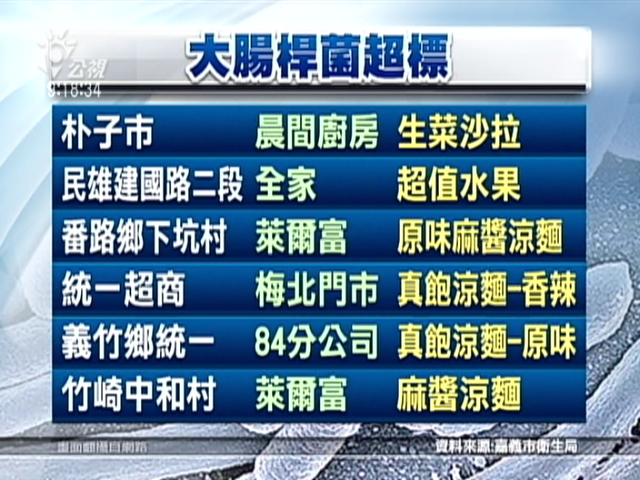 大腸桿菌超標
公視
9:18:34
朴子市 晨間廚房 生菜沙拉
民雄建國路二段 全家 超值水果
番路鄉下坑村 萊爾富 原味麻醬涼麵
統一超商 梅北門市 真飽涼麵-香辣
義竹鄉統一 84分公司 真飽涼麵-原味
竹崎中和村 萊爾富 麻醬涼麵
畫面翻攝自網路
資料來源:嘉義市衛生局